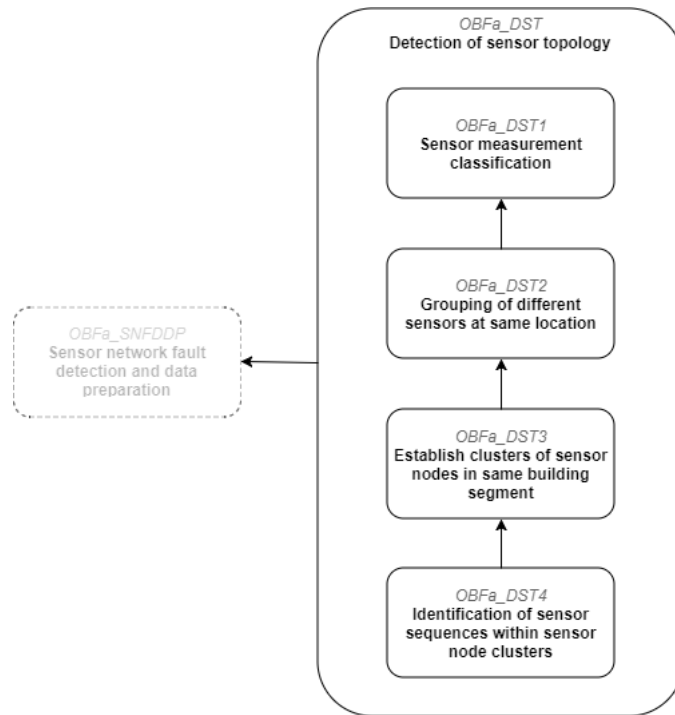 OBFa_DST
Detection of sensor topology
OBFa_DST1
Sensor measurement
classification
OBFa_DST2
Grouping of different
sensors at same location
OBFa_SNFDDP
Sensor network fault
detection and data
preparation
OBFa_DST3
Establish clusters of sensor
nodes in same building
segment
OBFa_DST4
Identification of sensor
sequences within sensor
node clusters